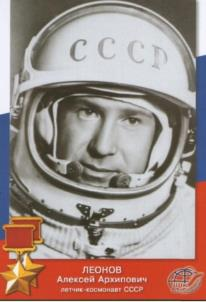 СССР
ЛЕОНОВ
Алексей Архипович
летчик-космонавт СССР